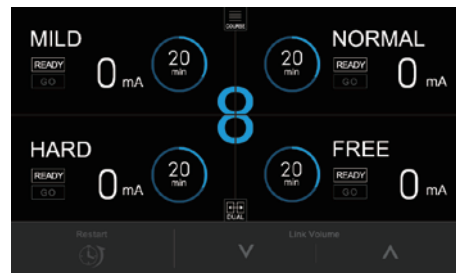 COURSE
MILD
READY
GO
0 mA
20
min
NORMAL
20
min
READY
GO
0 mA
8
HARD
READY
GO
0 mA
20
min
FREE
20
min
READY
GO
0 mA
DUAL
Restart
Link Volume